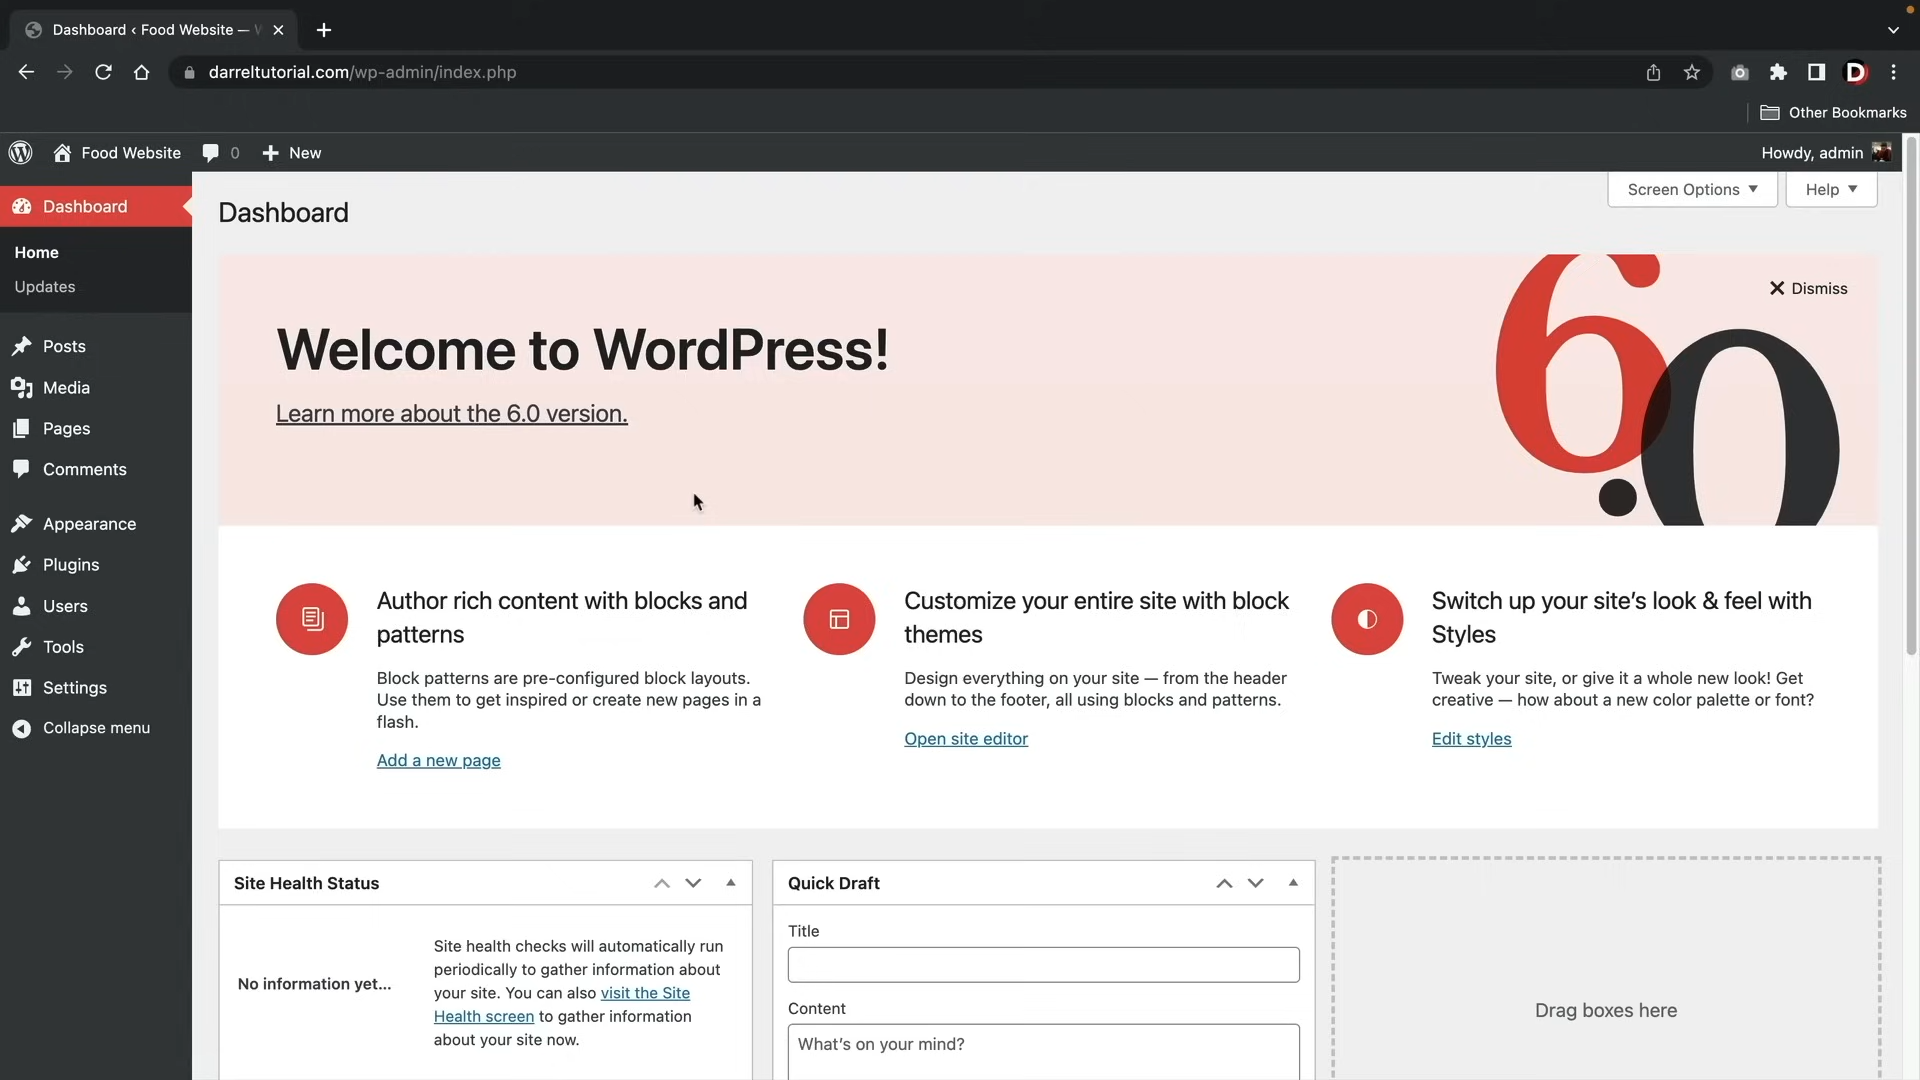 Dashboard ‹ Food Website —
darreltutorial.com/wp-admin/index.php
Other Bookmarks
Food Website
0
New
Howdy, admin
Dashboard
Home
Updates
Posts
Media
Pages
Comments
Appearance
Plugins
Users
Tools
Settings
Collapse menu
Dashboard
Screen Options
Help
Welcome to WordPress!
Learn more about the 6.0 version.
6.0
Dismiss
Author rich content with blocks and
patterns
Block patterns are pre-configured block layouts.
Use them to get inspired or create new pages in a
flash.
Add a new page
Customize your entire site with block
themes
Design everything on your site — from the header
down to the footer, all using blocks and patterns.
Open site editor
Switch up your site’s look & feel with
Styles
Tweak your site, or give it a whole new look! Get
creative — how about a new color palette or font?
Edit styles
Site Health Status
No information yet...
Site health checks will automatically run
periodically to gather information about
your site. You can also visit the Site
Health screen to gather information
about your site now.
Quick Draft
Title
Content
What’s on your mind?
Drag boxes here